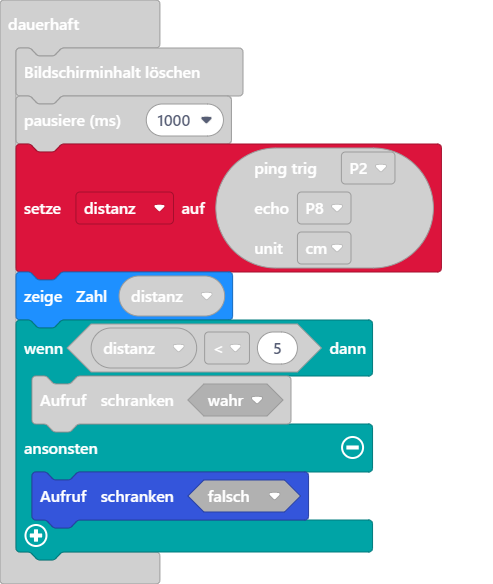 dauerhaft
Bildschirminhalt löschen
pausiere (ms) 1000
ping trig P2
setze distanz auf echo P8
unit cm
zeige Zahl distanz
wenn distanz < 5 dann
Aufruf schranken wahr
ansonsten
Aufruf schranken falsch